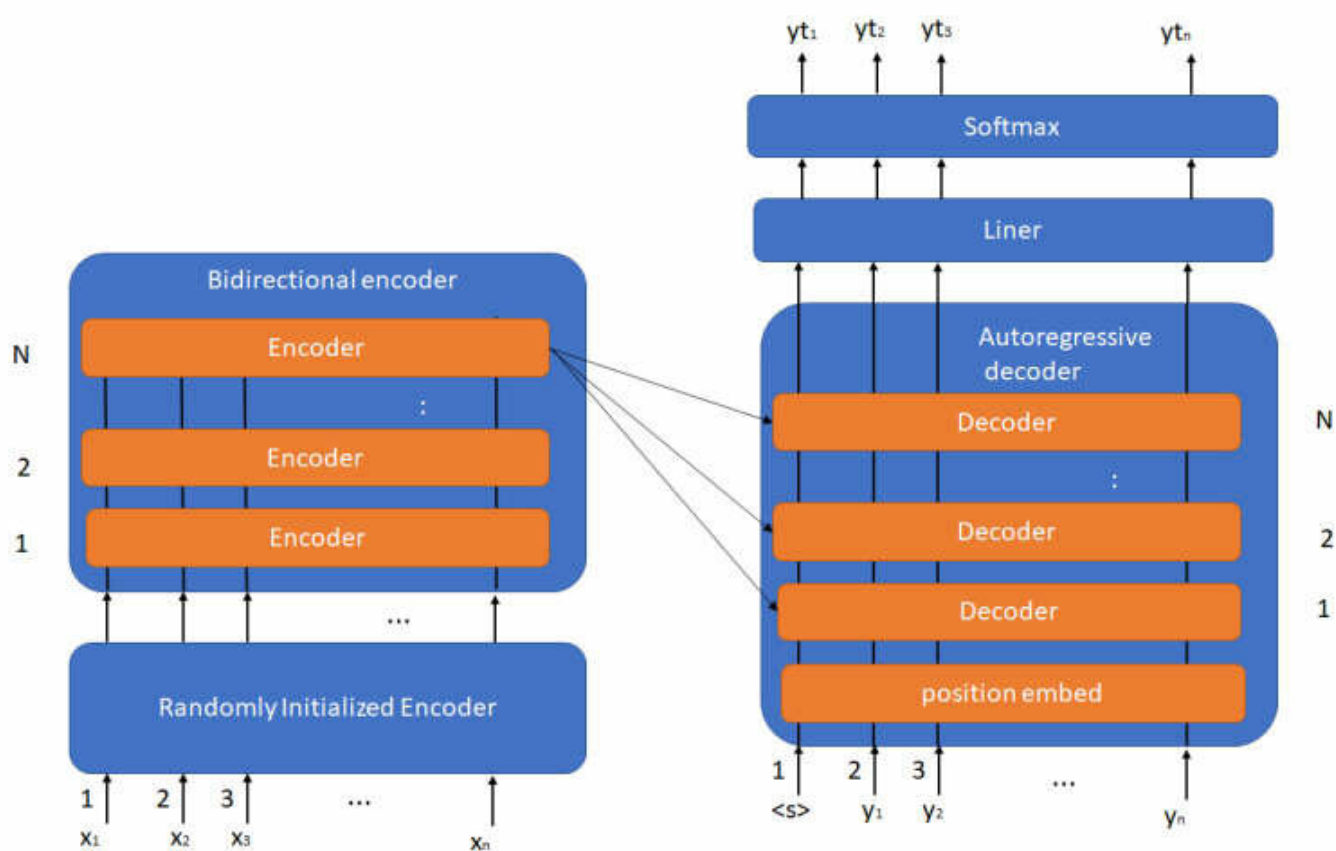 yt₁ yt₂ yt₃ ytₙ
Softmax
Liner
Bidirectional encoder
N
Encoder
:
2
Encoder
1
Encoder
...
Randomly Initialized Encoder
1 2 3 ...
x₁ x₂ x₃ xₙ
Autoregressive
decoder
Decoder
N
:
Decoder
2
Decoder
1
position embed
1 2 3 ...
<s> y₁ y₂ yₙ